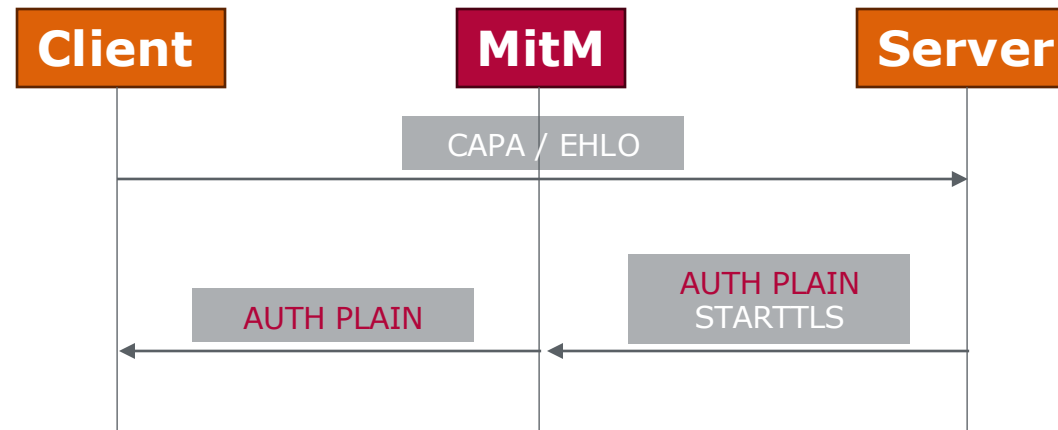 Client
MitM
Server
CAPA / EHLO
AUTH PLAIN
STARTTLS
AUTH PLAIN